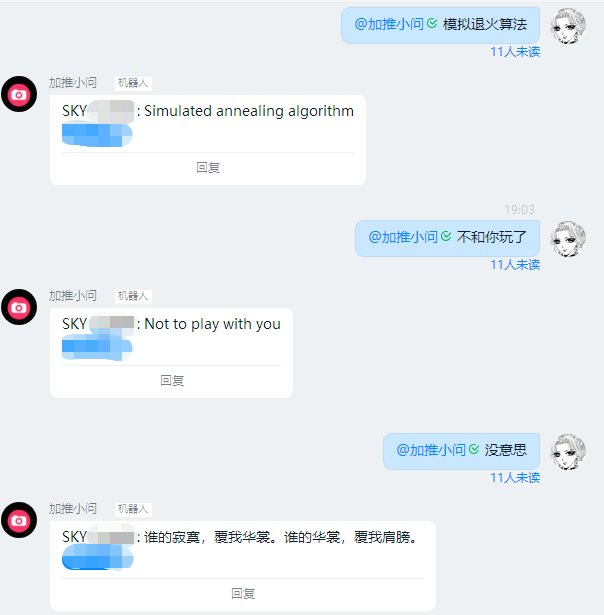 @加推小问 模拟退火算法
11人未读
加推小问 机器人
SKY : Simulated annealing algorithm
回复
19:03
@加推小问 不和你玩了
11人未读
加推小问 机器人
SKY : Not to play with you
回复
@加推小问 没意思
11人未读
加推小问 机器人
SKY : 谁的寂寞，覆我华裳。谁的华裳，覆我肩膀。
回复